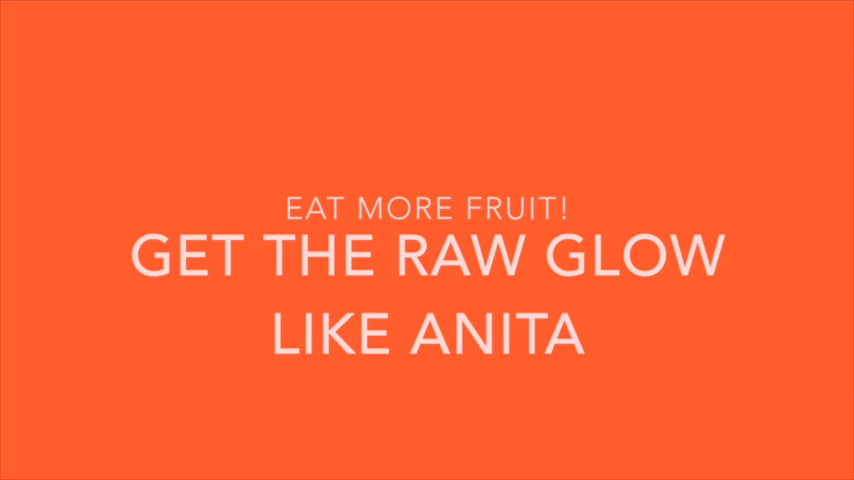 EAT MORE FRUIT!
GET THE RAW GLOW
LIKE ANITA